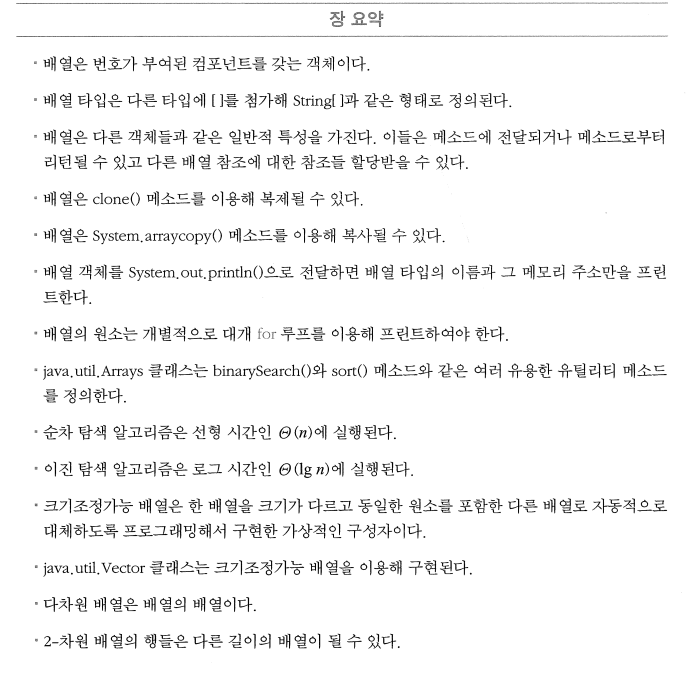 장 요약
▪ 배열은 번호가 부여된 컴포넌트를 갖는 객체이다.
▪ 배열 타입은 다른 타입에 [ ]를 첨가해 String[ ]과 같은 형태로 정의된다.
▪ 배열은 다른 객체들과 같은 일반적 특성을 가진다. 이들은 메소드에 전달되거나 메소드로부터
리턴될 수 있고 다른 배열 참조에 대한 참조들 할당받을 수 있다.
▪ 배열은 clone() 메소드를 이용해 복제될 수 있다.
▪ 배열은 System.arraycopy() 메소드를 이용해 복사될 수 있다.
▪ 배열 객체를 System.out.println()으로 전달하면 배열 타입의 이름과 그 메모리 주소만을 프린
트한다.
▪ 배열의 원소는 개별적으로 대개 for 루프를 이용해 프린트하여야 한다.
▪ java.util.Arrays 클래스는 binarySearch()와 sort() 메소드와 같은 여러 유용한 유틸리티 메소드
를 정의한다.
▪ 순차 탐색 알고리즘은 선형 시간인 Θ(n)에 실행된다.
▪ 이진 탐색 알고리즘은 로그 시간인 Θ(lg n)에 실행된다.
▪ 크기조정가능 배열은 한 배열을 크기가 다르고 동일한 원소를 포함한 다른 배열로 자동적으로
대체하도록 프로그래밍해서 구현한 가상적인 구성자이다.
▪ java.util.Vector 클래스는 크기조정가능 배열을 이용해 구현된다.
▪ 다차원 배열은 배열의 배열이다.
▪ 2-차원 배열의 행들은 다른 길이의 배열이 될 수 있다.